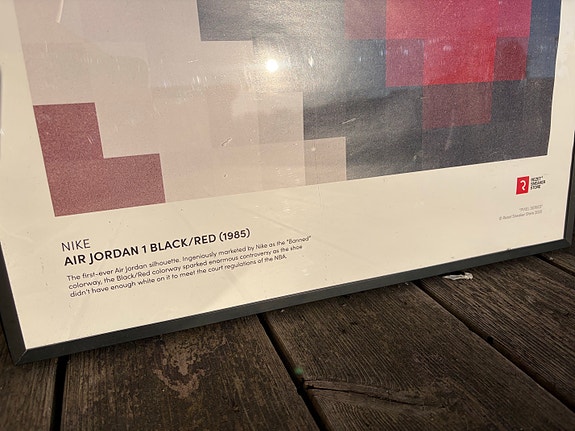 NIKE
AIR JORDAN 1 BLACK/RED (1985)
The first-ever Air Jordan silhouette. Ingeniously marketed by Nike as the "Banned"
colorway, the Black/Red colorway sparked enormous controversy as the shoe
didn't have enough white on it to meet the court regulations of the NBA.
SNEAKER
STORE